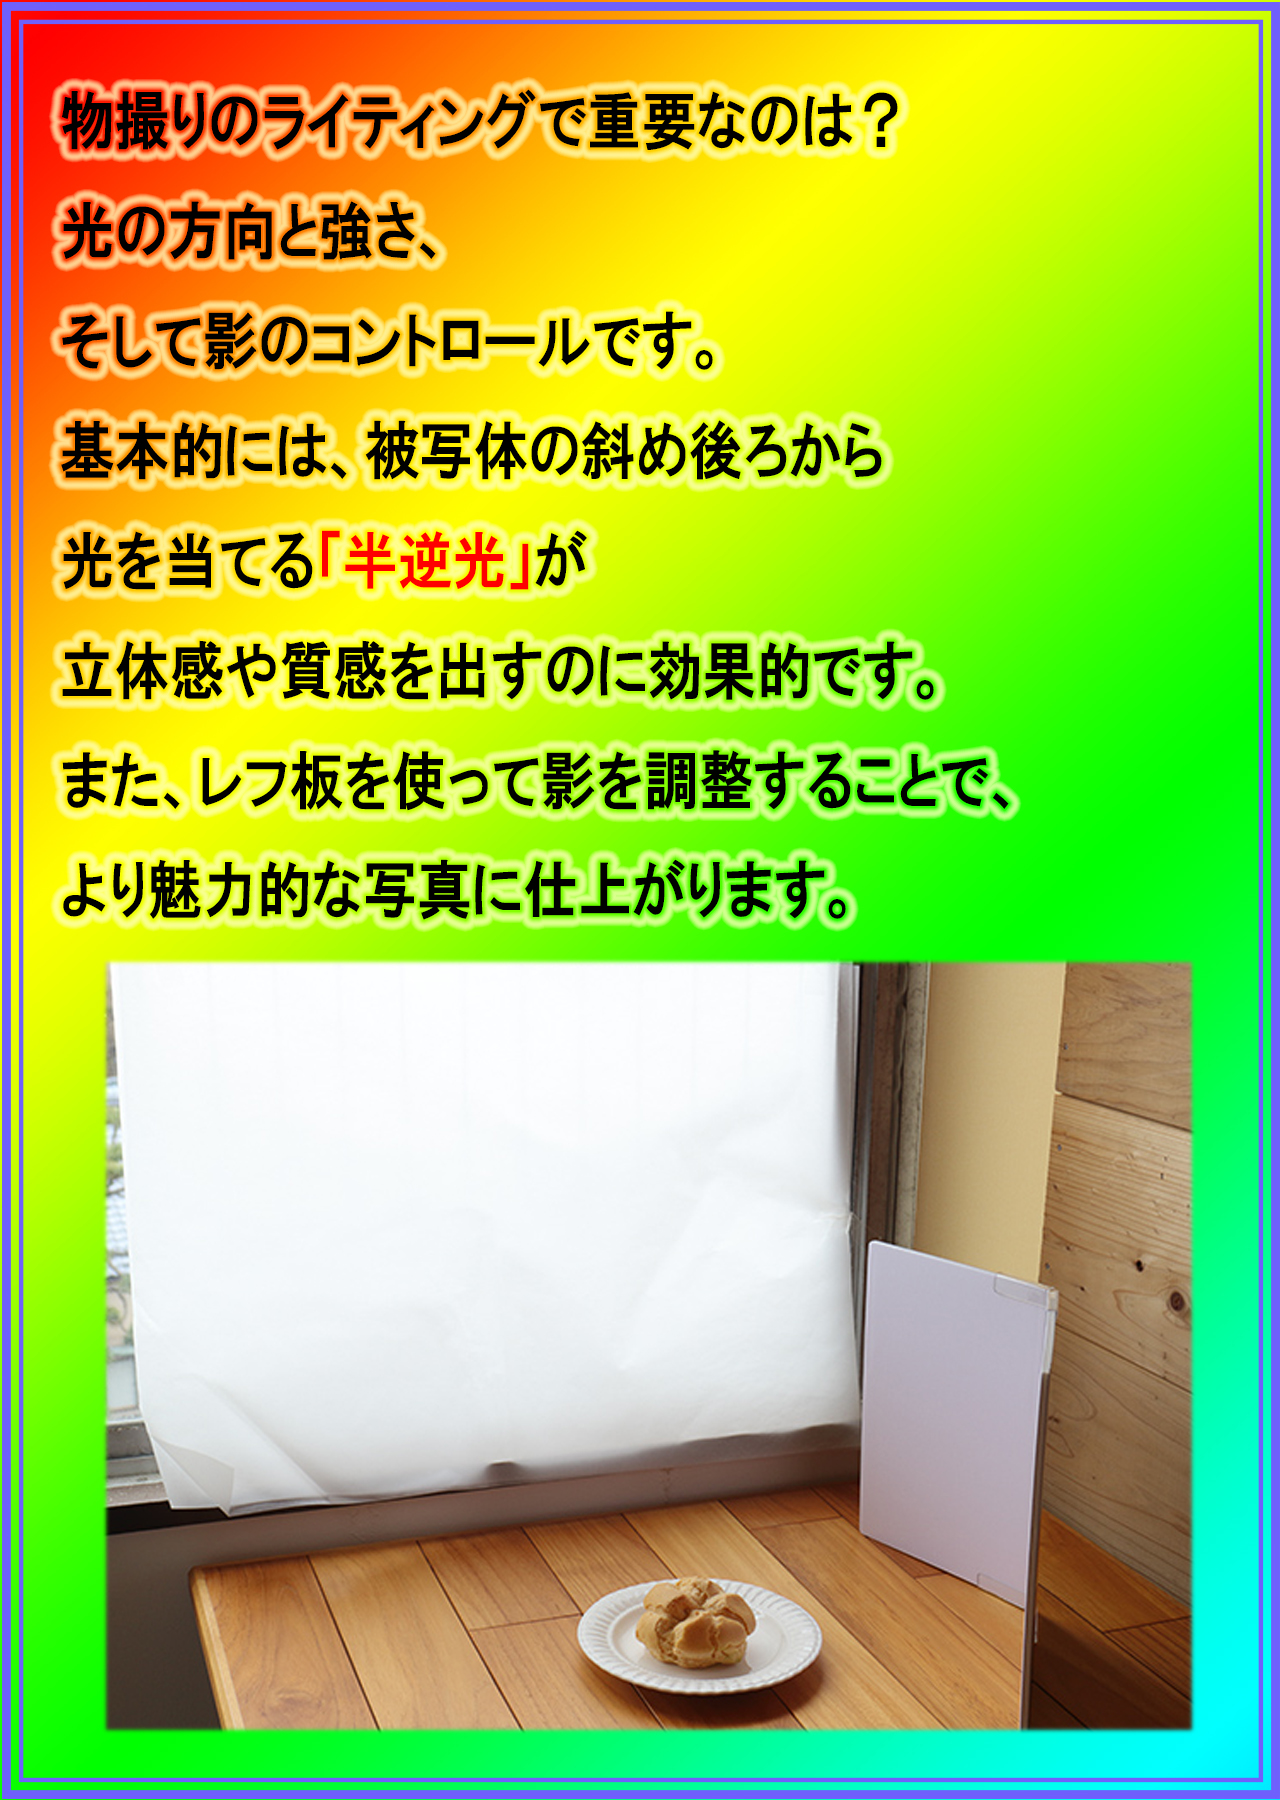 物撮りのライティングで重要なのは？
光の方向と強さ、
そして影のコントロールです。
基本的には、被写体の斜め後ろから
光を当てる「半逆光」が
立体感や質感を出すのに効果的です。
また、レフ板を使って影を調整することで、
より魅力的な写真に仕上がります。